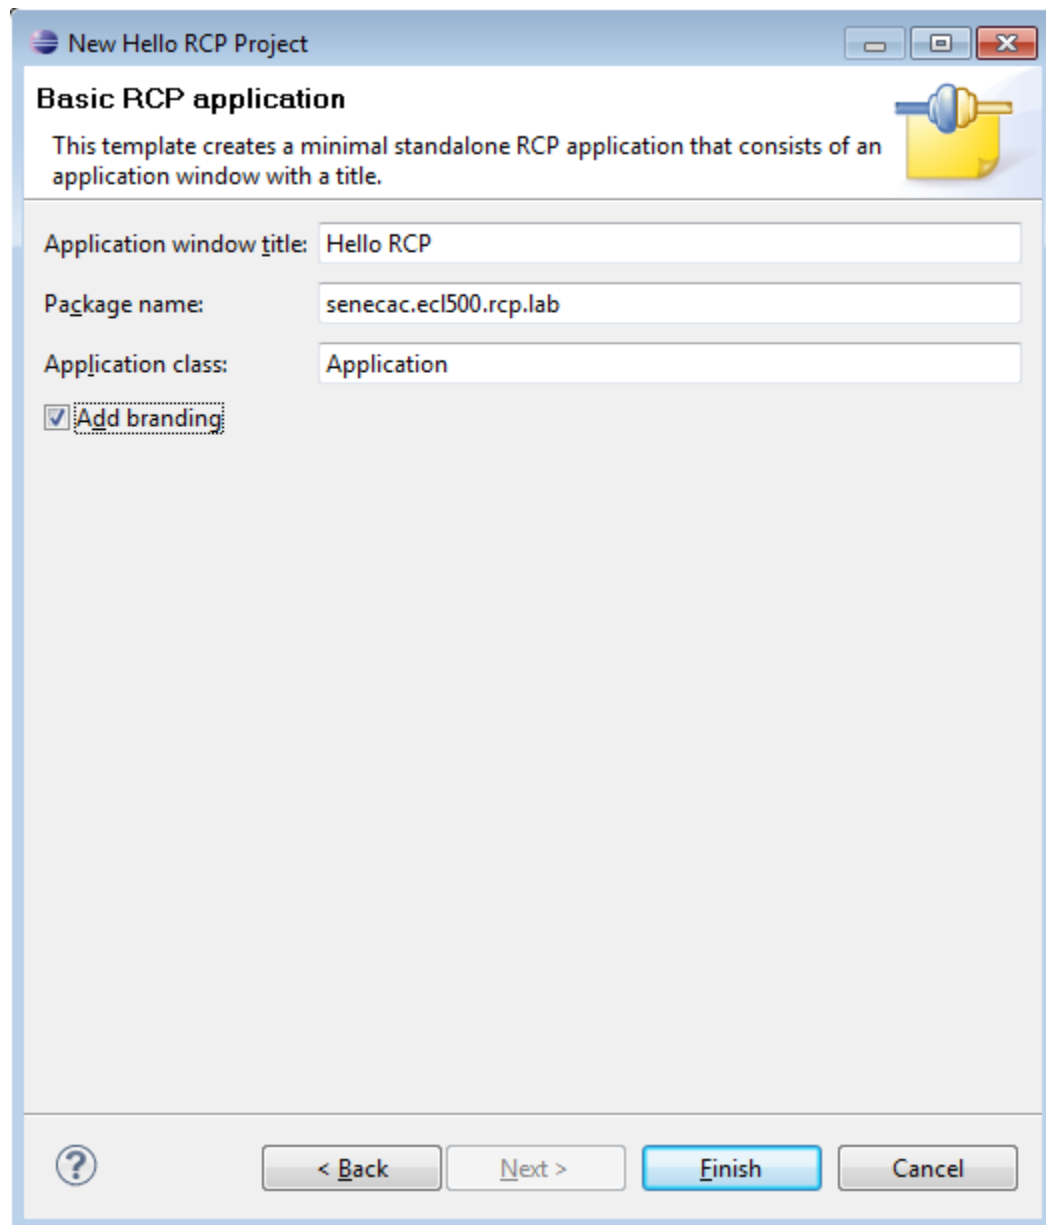 New Hello RCP Project
Basic RCP application
This template creates a minimal standalone RCP application that consists of an
application window with a title.
Application window title: Hello RCP
Package name: senecac.ecl500.rcp.lab
Application class: Application
Add branding
? < Back Next > Finish Cancel